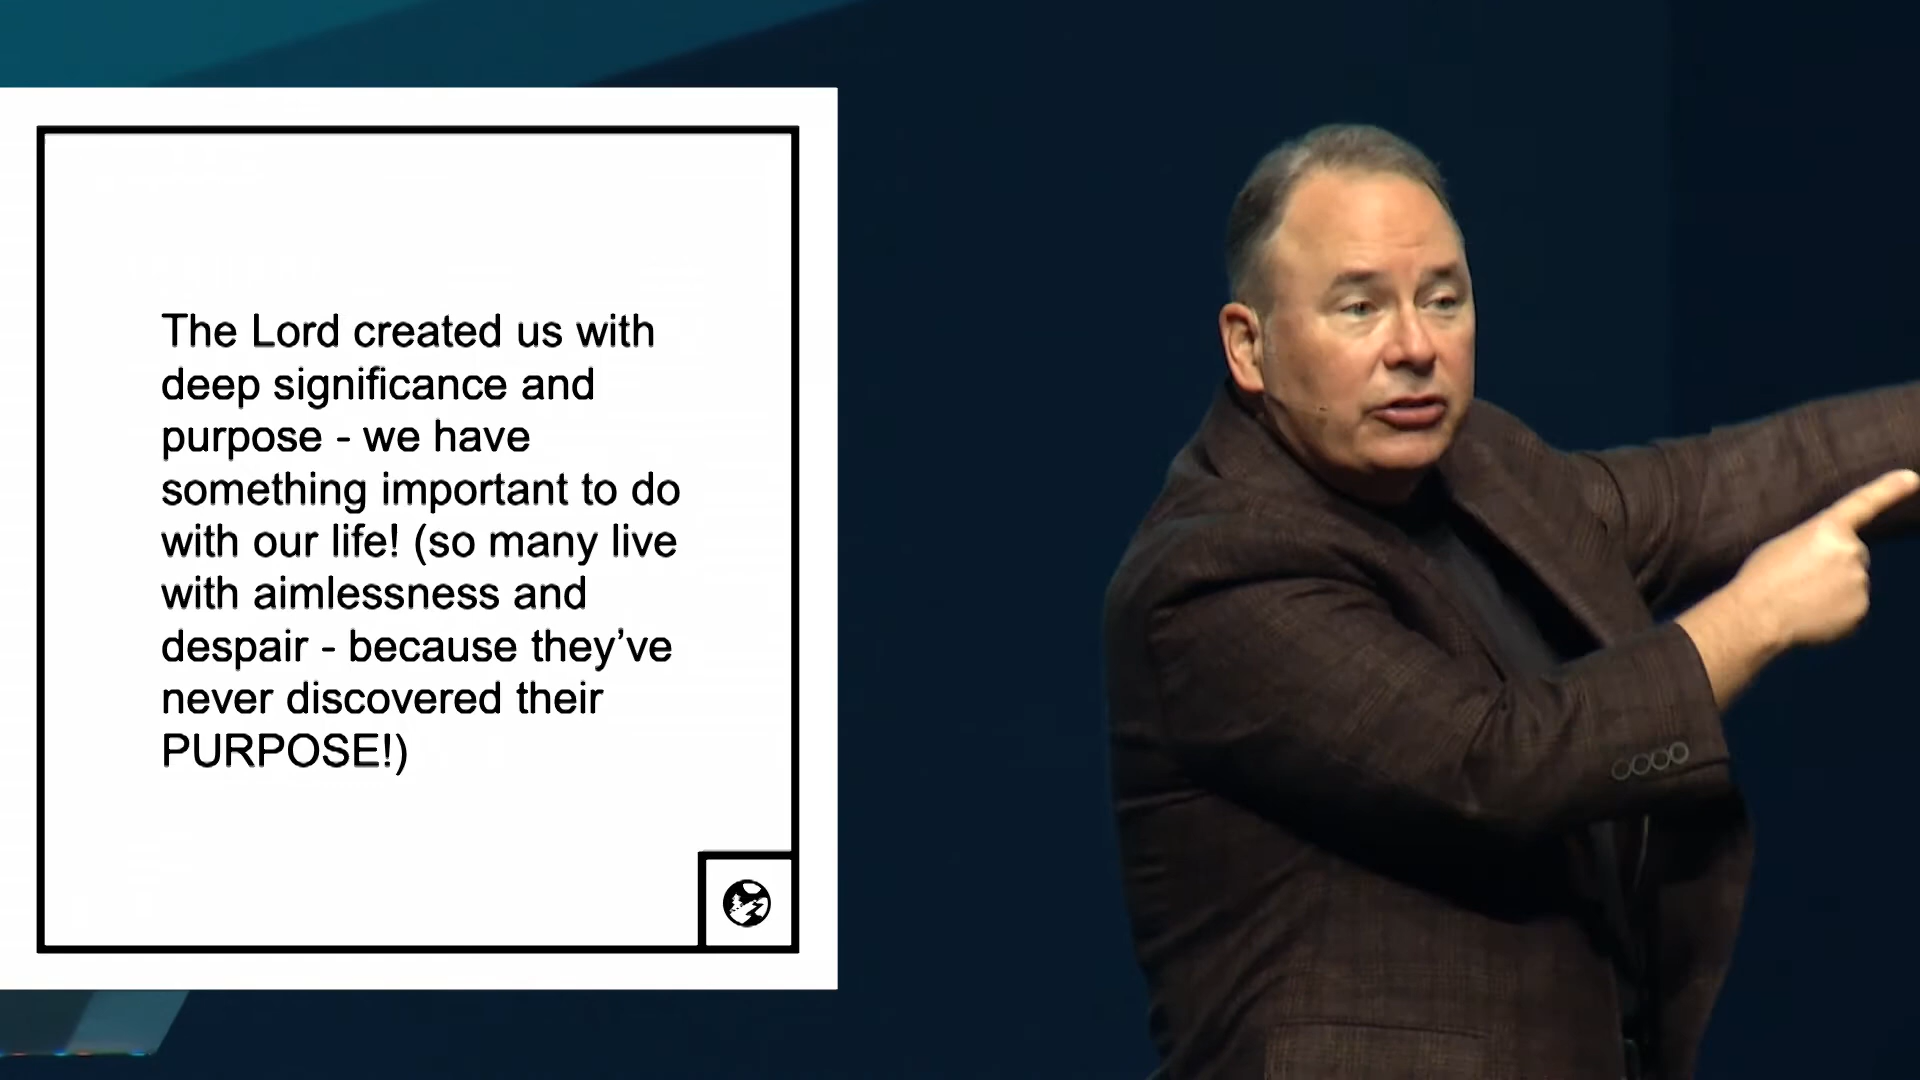 The Lord created us with
deep significance and
purpose - we have
something important to do
with our life! (so many live
with aimlessness and
despair - because they’ve
never discovered their
PURPOSE!)